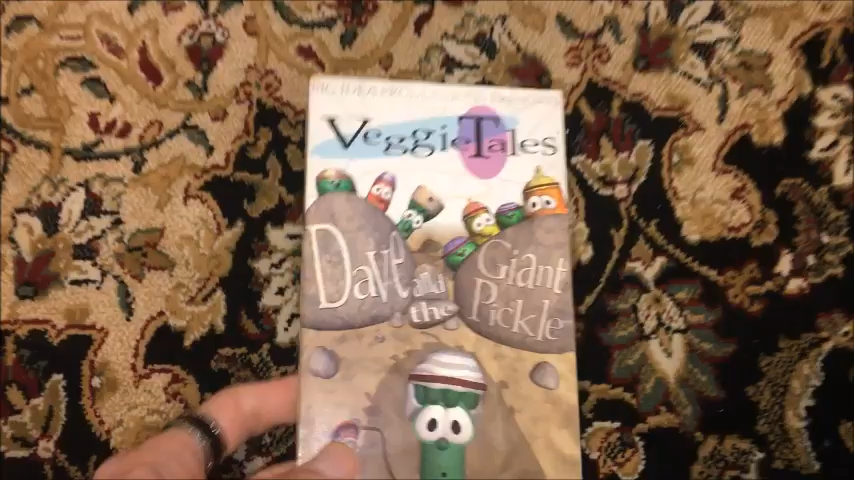 VeggieTales
Dave
and
the
Giant
Pickle